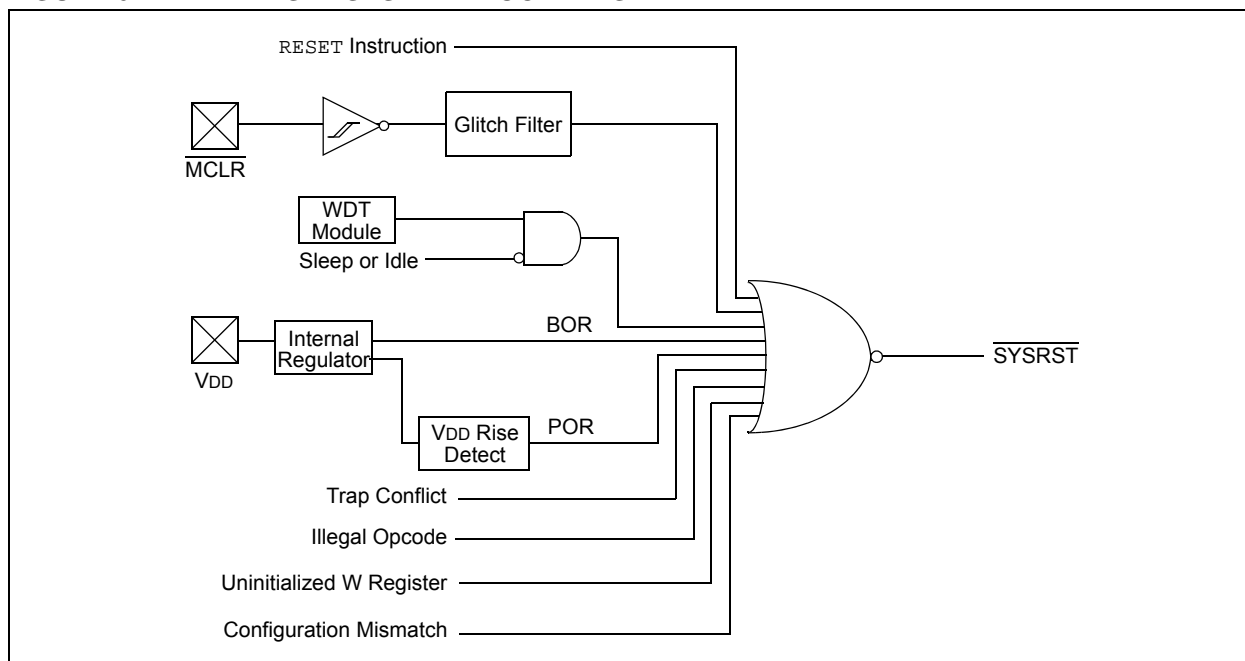 RESET Instruction
Glitch Filter
MCLR
WDT
Module
Sleep or Idle
BOR
Internal
Regulator
VDD
SYSRST
POR
VDD Rise
Detect
Trap Conflict
Illegal Opcode
Uninitialized W Register
Configuration Mismatch